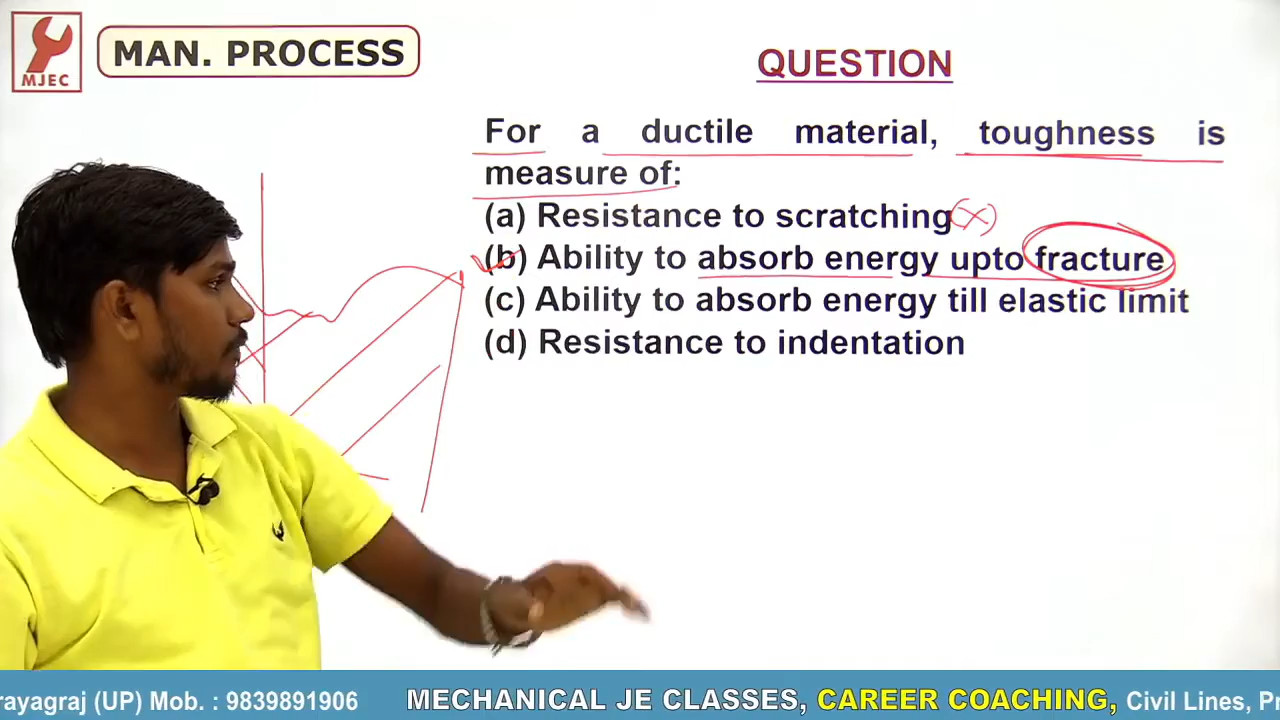 MJEC
MAN. PROCESS
QUESTION
For a ductile material, toughness is
measure of:
(a) Resistance to scratching (x)
(b) Ability to absorb energy upto fracture
(c) Ability to absorb energy till elastic limit
(d) Resistance to indentation
rayagraj (UP) Mob. : 9839891906 MECHANICAL JE CLASSES, CAREER COACHING, Civil Lines, Pr